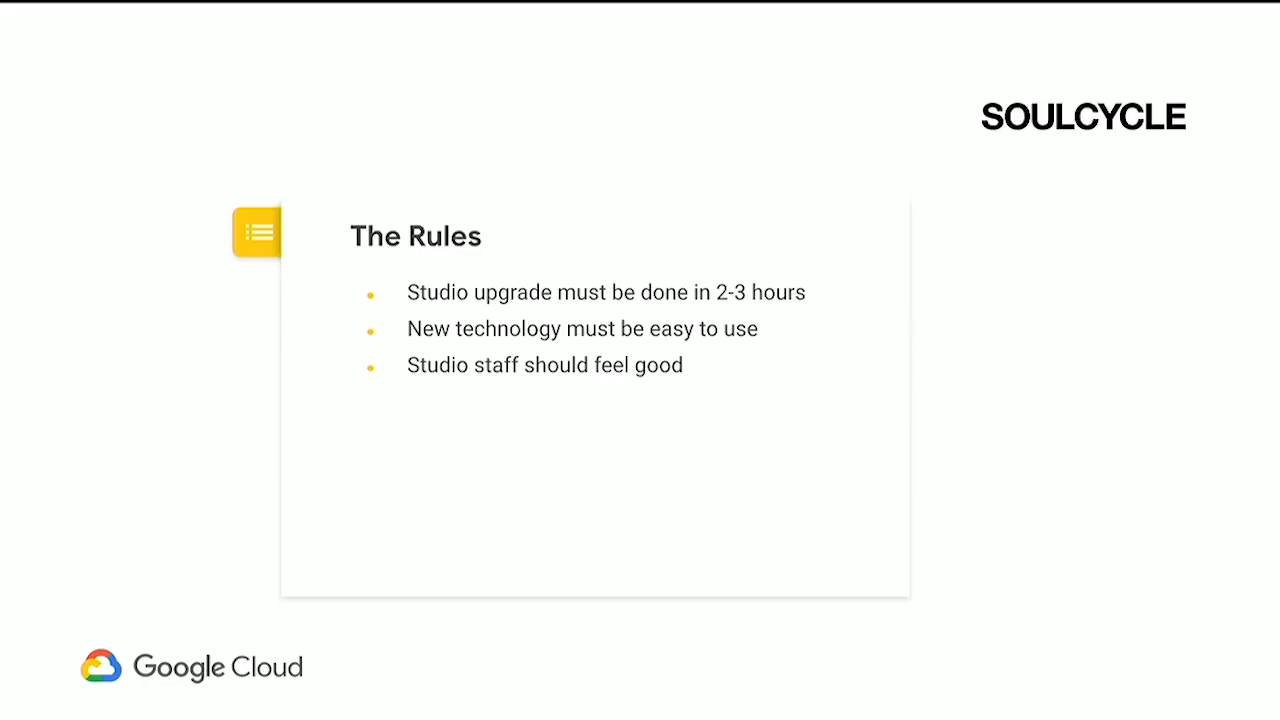 SOULCYCLE
The Rules
Studio upgrade must be done in 2-3 hours
New technology must be easy to use
Studio staff should feel good
Google Cloud